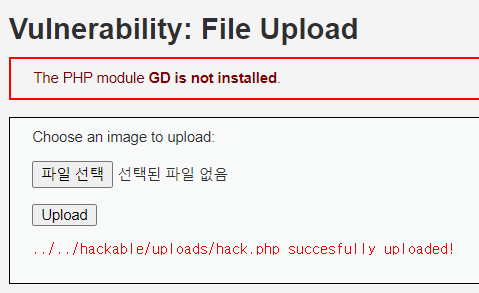 Vulnerability: File Upload
The PHP module GD is not installed.
Choose an image to upload:
파일 선택 선택된 파일 없음
Upload
../../hackable/uploads/hack.php succesfully uploaded!